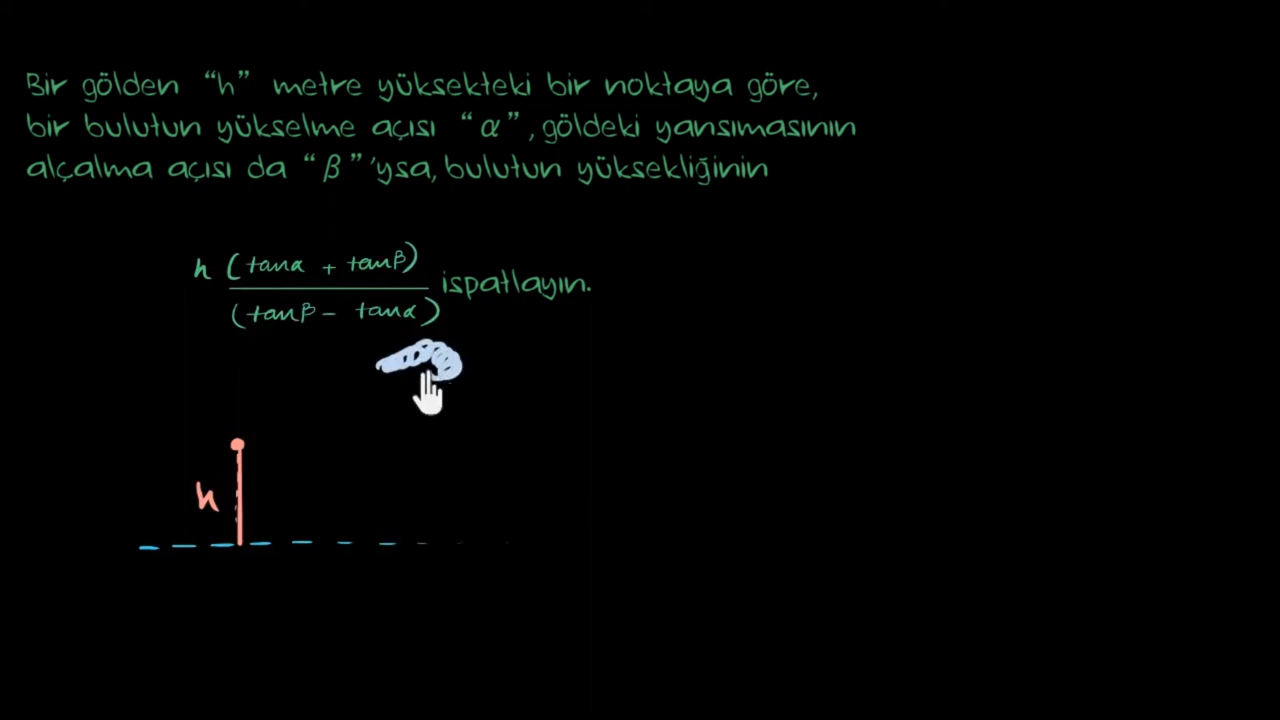 Bir gölden "h" metre yüksekteki bir noktaya göre,
bir bulutun yükselme açısı "α", göldeki yansımasının
alçalma açısı da "β"'ysa, bulutun yüksekliğinin
h (tanα + tanβ)
(tanβ - tanα)
ispatlayın.
h